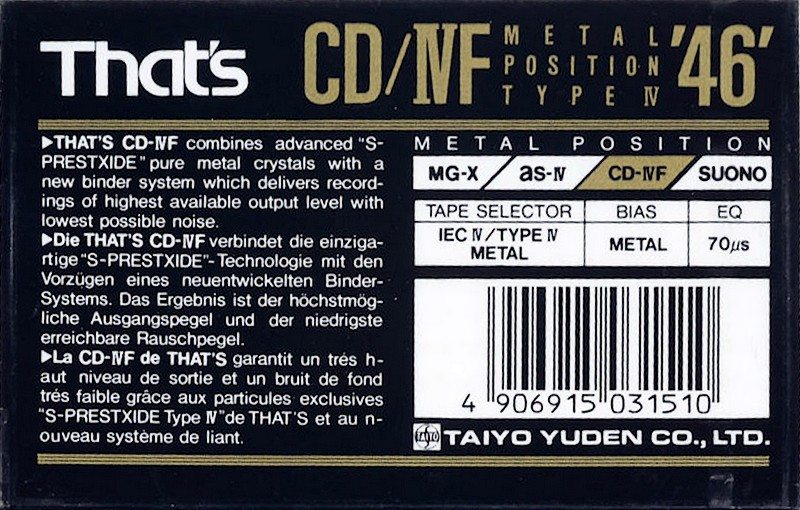 That's
CD/IVF
METAL
POSITION
TYPE IV
'46'
▶THAT'S CD-IVF combines advanced "S-
PRESTXIDE" pure metal crystals with a
new binder system which delivers record-
ings of highest available output level with
lowest possible noise.
▶Die THAT'S CD-IVF verbindet die einziga-
rtige "S-PRESTXIDE"-Technologie mit den
Vorzügen eines neuentwickelten Binder-
Systems. Das Ergebnis ist der höchstmög-
liche Ausgangspegel und der niedrigste
erreichbare Rauschpegel.
▶La CD-IVF de THAT'S garantit un trés h-
aut niveau de sortie et un bruit de fond
trés faible grâce aux particules exclusives
"S-PRESTXIDE Type IV"de THAT'S et au n-
ouveau systéme de liant.
METAL POSITION
MG-X / as-IV / CD-IVF / SUONO
TAPE SELECTOR BIAS EQ
IEC IV/TYPE IV METAL 70μs
METAL
4 906915 031510
TAIYO YUDEN CO., LTD.